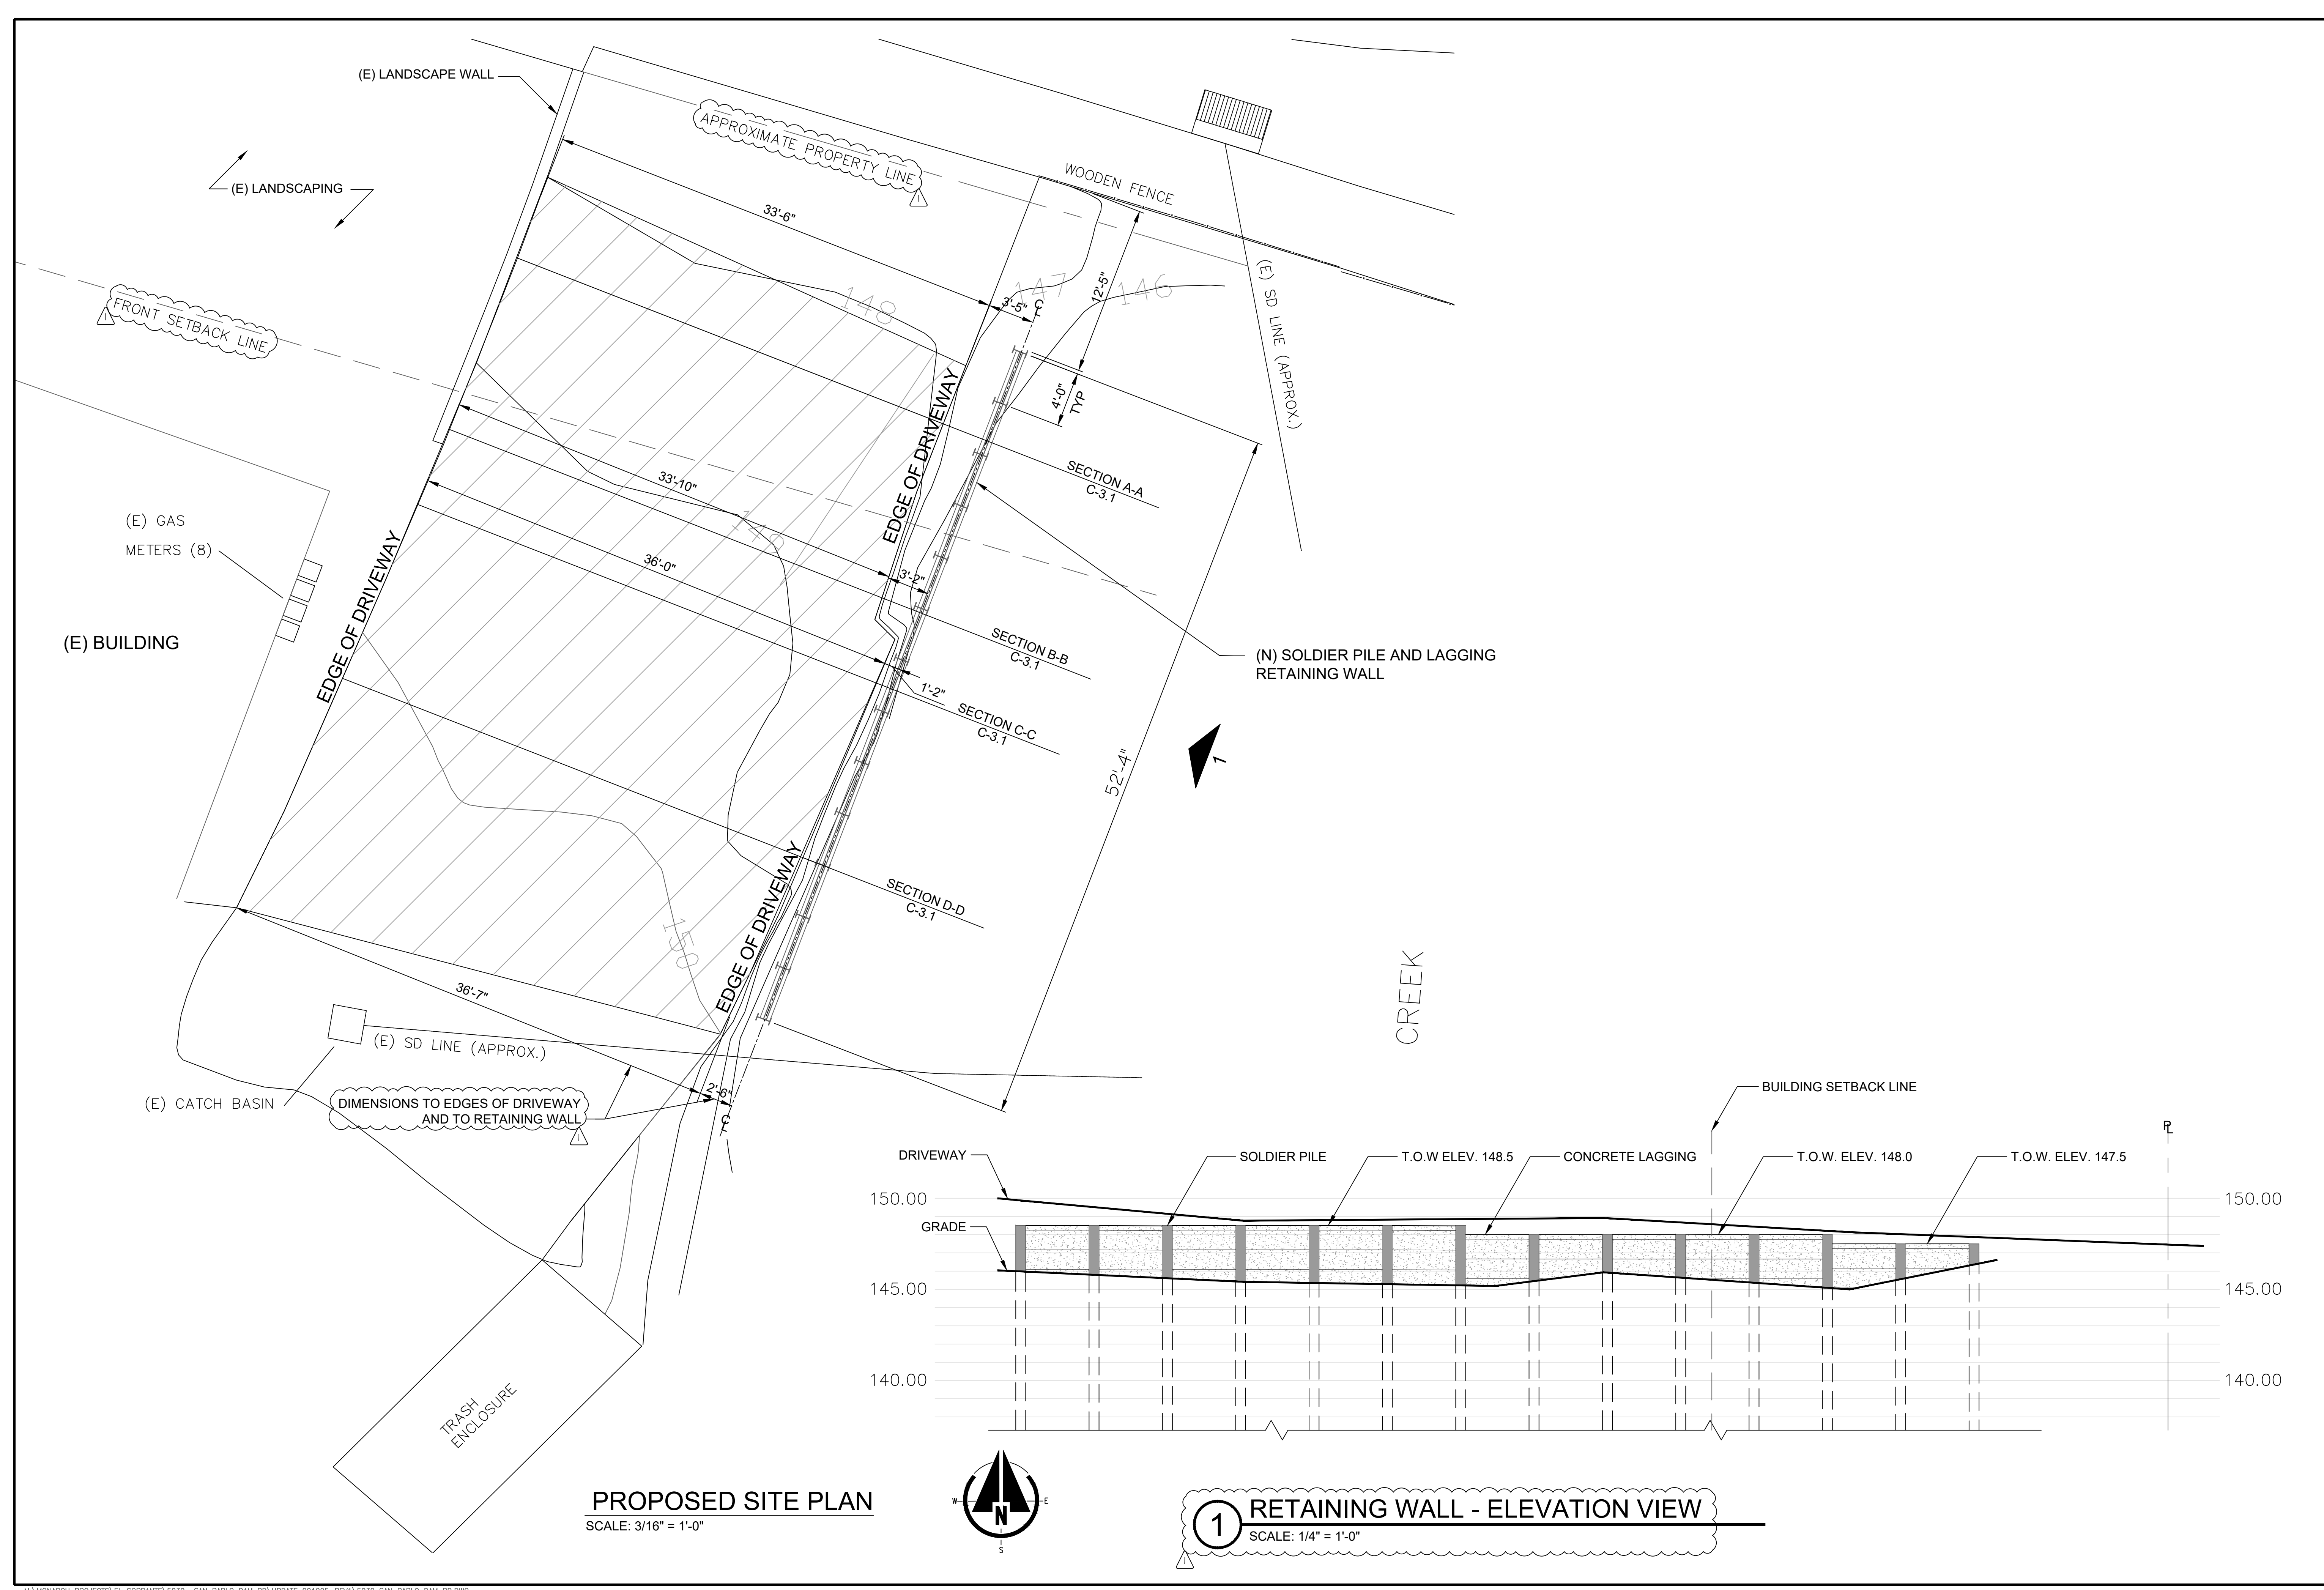 (E) LANDSCAPE WALL
APPROXIMATE PROPERTY LINE
WOODEN FENCE
(E) LANDSCAPING
33'-6"
12'-5"
(E) SD LINE (APPROX.)
FRONT SETBACK LINE
148
147
146
3'-5"
CL
4'-0"
TYP
EDGE OF DRIVEWAY
SECTION A-A
C-3.1
33'-10"
(E) GAS
METERS (8)
36'-0"
3'-2"
EDGE OF DRIVEWAY
(E) BUILDING
SECTION B-B
C-3.1
(N) SOLDIER PILE AND LAGGING
RETAINING WALL
1'-2"
SECTION C-C
C-3.1
1
52'-4"
SECTION D-D
C-3.1
EDGE OF DRIVEWAY
150
CREEK
36'-7"
(E) SD LINE (APPROX.)
(E) CATCH BASIN
DIMENSIONS TO EDGES OF DRIVEWAY
AND TO RETAINING WALL
2'-6"
CL
BUILDING SETBACK LINE
PL
DRIVEWAY
SOLDIER PILE
T.O.W ELEV. 148.5
CONCRETE LAGGING
T.O.W. ELEV. 148.0
T.O.W. ELEV. 147.5
150.00
150.00
GRADE
145.00
145.00
140.00
140.00
TRASH
ENCLOSURE
PROPOSED SITE PLAN
SCALE: 3/16" = 1'-0"
W
N
E
S
1
RETAINING WALL - ELEVATION VIEW
SCALE: 1/4" = 1'-0"